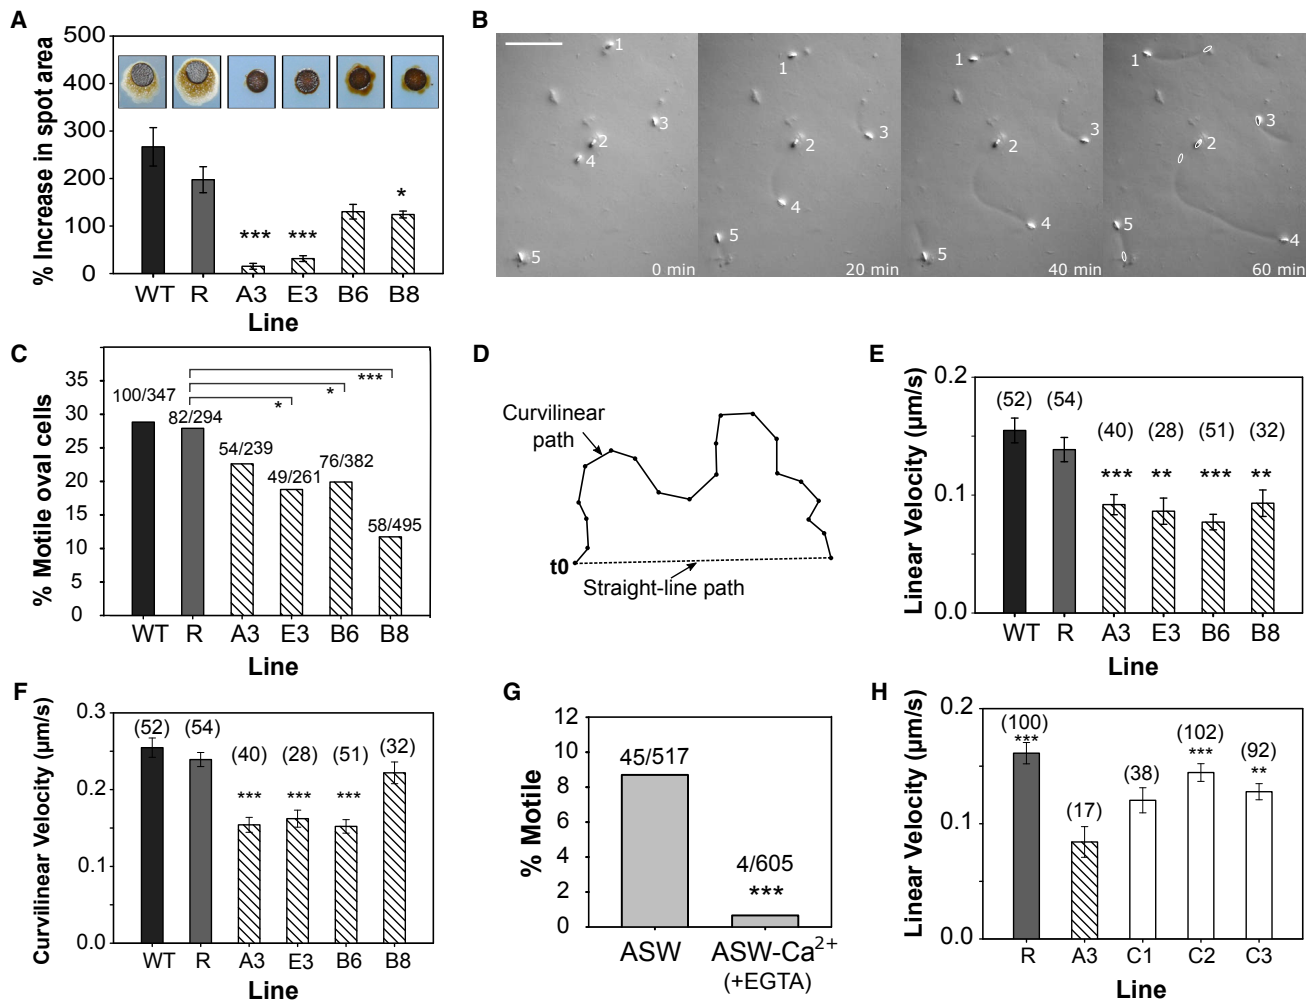 A
% Increase in spot area
500
400
300
200
100
0
***
***
*
WT R A3 E3 B6 B8
Line
B
1
2
3
4
5
0 min
1
2
3
4
5
20 min
1
2
3
4
5
40 min
1
2
3
4
5
60 min
C
% Motile oval cells
35
30
25
20
15
10
5
0
100/347
82/294
54/239
49/261
76/382
58/495
*
*
***
WT R A3 E3 B6 B8
Line
D
Curvilinear
path
t0
Straight-line path
E
Linear Velocity (µm/s)
0.2
0.1
0.0
(52) (54) (40) (28) (51) (32)
*** ** *** **
WT R A3 E3 B6 B8
Line
F
Curvilinear Velocity (µm/s)
0.3
0.2
0.1
0.0
(52) (54) (40) (28) (51) (32)
*** *** ***
WT R A3 E3 B6 B8
Line
G
% Motile
12
10
8
6
4
2
0
45/517
4/605
***
ASW ASW-Ca²⁺
(+EGTA)
H
Linear Velocity (µm/s)
0.2
0.1
0.0
(100) (17) (38) (102) (92)
*** *** **
R A3 C1 C2 C3
Line